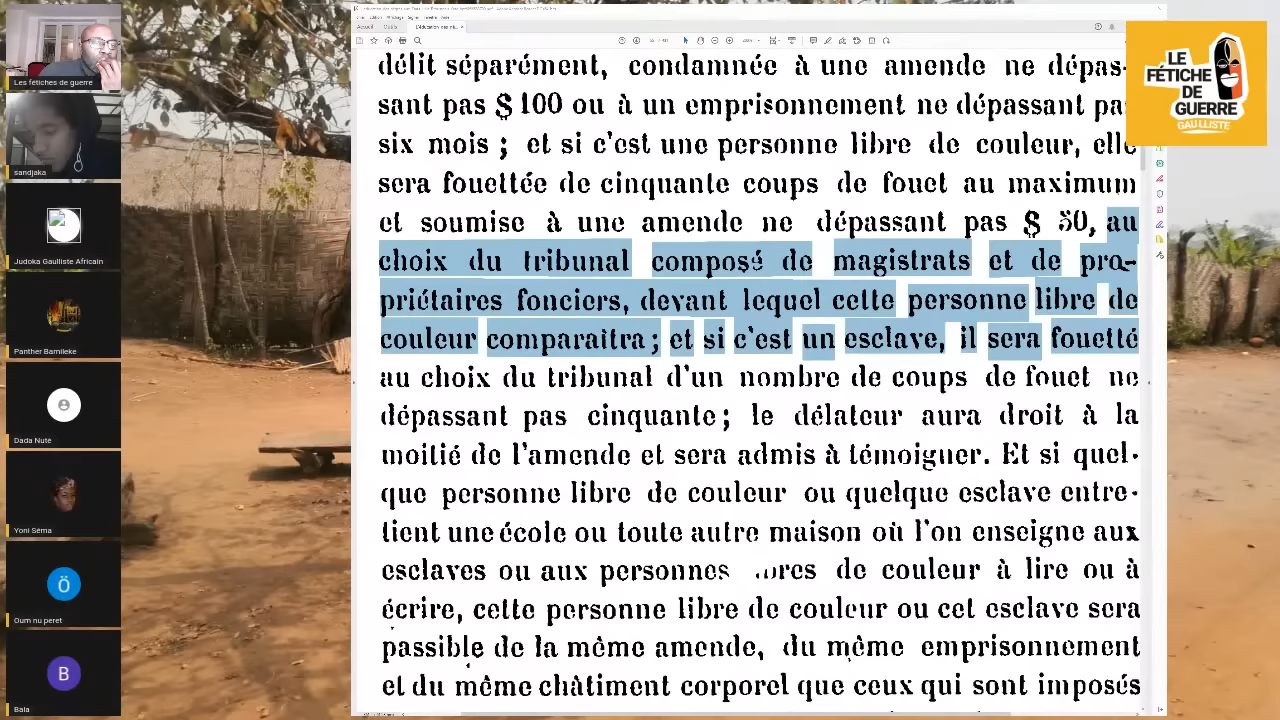 Accueil Outils L'éducation des nè...
délit séparément, condamnée à une amende ne dépas-
sant pas $ 100 ou à un emprisonnement ne dépassant pas
six mois ; et si c'est une personne libre de couleur, elle
sera fouettée de cinquante coups de fouet au maximum
et soumise à une amende ne dépassant pas $ 50, au
choix du tribunal composé de magistrats et de pro-
priétaires fonciers, devant lequel cette personne libre de
couleur comparaitra ; et si c'est un esclave, il sera fouetté
au choix du tribunal d'un nombre de coups de fouet ne
dépassant pas cinquante ; le délateur aura droit à la
moitié de l'amende et sera admis à témoigner. Et si quel-
que personne libre de couleur ou quelque esclave entre-
tient une école ou toute autre maison où l'on enseigne aux
esclaves ou aux personnes de couleur à lire ou à
écrire, cette personne libre de couleur ou cet esclave sera
passible de la même amende, du même emprisonnement
et du même châtiment corporel que ceux qui sont imposés
LE
FÉTICHE
DE
GUERRE
GAULLISTE
Les fétiches de guerre
sandjaka
Judoka Gaulliste Africain
Panther Bamileke
Dada Nuté
Yoni Séma
Ö
Oum nu peret
B
Bala